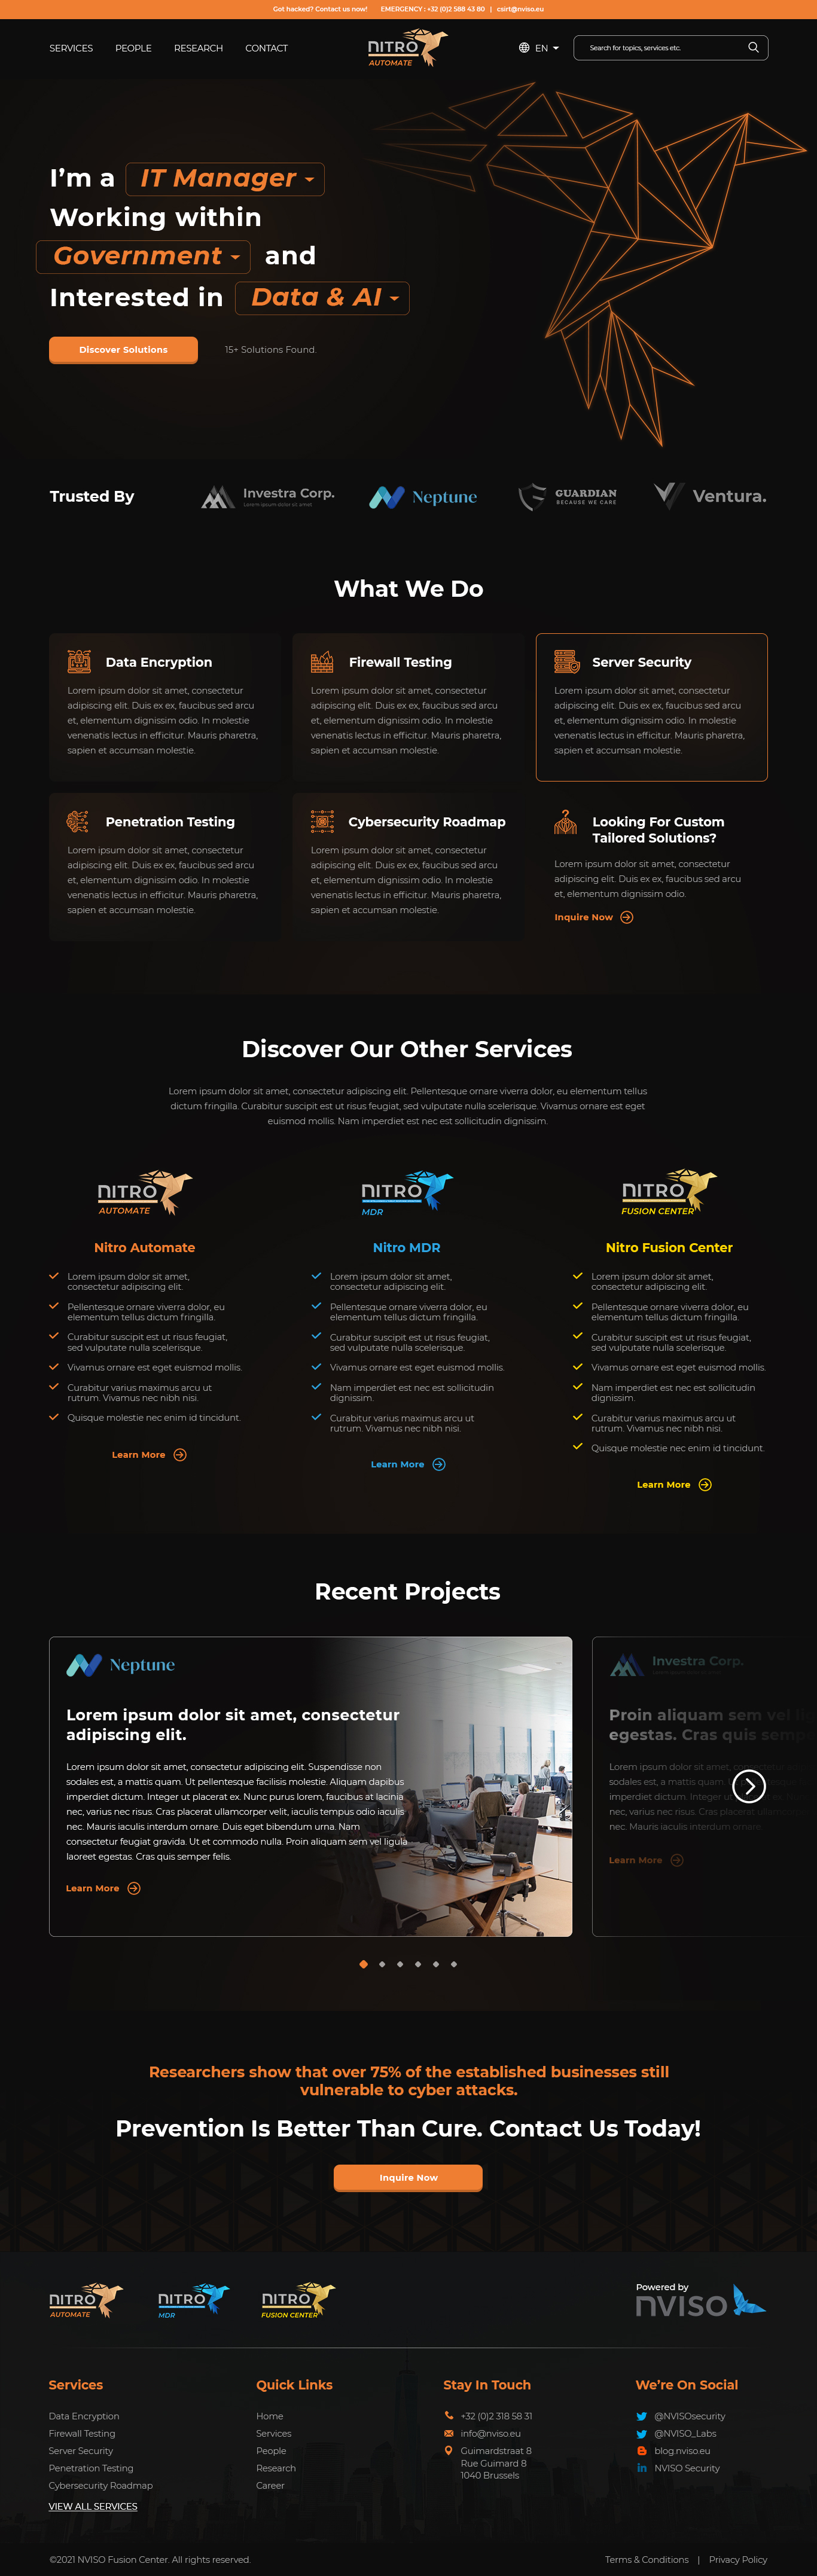 Got hacked? Contact us now! EMERGENCY : +32 (0)2 588 43 80 | csirt@nviso.eu
SERVICES PEOPLE RESEARCH CONTACT
NITRO
AUTOMATE
EN
Search for topics, services etc.
I'm a IT Manager
Working within
Government and
Interested in Data & AI
Discover Solutions
15+ Solutions Found.
Trusted By
Investra Corp.
Lorem ipsum dolor sit amet
Neptune
GUARDIAN
BECAUSE WE CARE
Ventura.
What We Do
Data Encryption
Lorem ipsum dolor sit amet, consectetur
adipiscing elit. Duis ex ex, faucibus sed arcu
et, elementum dignissim odio. In molestie
venenatis lectus in efficitur. Mauris pharetra,
sapien et accumsan molestie.
Firewall Testing
Lorem ipsum dolor sit amet, consectetur
adipiscing elit. Duis ex ex, faucibus sed arcu
et, elementum dignissim odio. In molestie
venenatis lectus in efficitur. Mauris pharetra,
sapien et accumsan molestie.
Server Security
Lorem ipsum dolor sit amet, consectetur
adipiscing elit. Duis ex ex, faucibus sed arcu
et, elementum dignissim odio. In molestie
venenatis lectus in efficitur. Mauris pharetra,
sapien et accumsan molestie.
Penetration Testing
Lorem ipsum dolor sit amet, consectetur
adipiscing elit. Duis ex ex, faucibus sed arcu
et, elementum dignissim odio. In molestie
venenatis lectus in efficitur. Mauris pharetra,
sapien et accumsan molestie.
Cybersecurity Roadmap
Lorem ipsum dolor sit amet, consectetur
adipiscing elit. Duis ex ex, faucibus sed arcu
et, elementum dignissim odio. In molestie
venenatis lectus in efficitur. Mauris pharetra,
sapien et accumsan molestie.
Looking For Custom
Tailored Solutions?
Lorem ipsum dolor sit amet, consectetur
adipiscing elit. Duis ex ex, faucibus sed arcu
et, elementum dignissim odio.
Inquire Now
Discover Our Other Services
Lorem ipsum dolor sit amet, consectetur adipiscing elit. Pellentesque ornare viverra dolor, eu elementum tellus
dictum fringilla. Curabitur suscipit est ut risus feugiat, sed vulputate nulla scelerisque. Vivamus ornare est eget
euismod mollis. Nam imperdiet est nec est sollicitudin dignissim.
NITRO
AUTOMATE
Nitro Automate
Lorem ipsum dolor sit amet,
consectetur adipiscing elit.
Pellentesque ornare viverra dolor, eu
elementum tellus dictum fringilla.
Curabitur suscipit est ut risus feugiat,
sed vulputate nulla scelerisque.
Vivamus ornare est eget euismod mollis.
Curabitur varius maximus arcu ut
rutrum. Vivamus nec nibh nisi.
Quisque molestie nec enim id tincidunt.
Learn More
NITRO
MDR
Nitro MDR
Lorem ipsum dolor sit amet,
consectetur adipiscing elit.
Pellentesque ornare viverra dolor, eu
elementum tellus dictum fringilla.
Curabitur suscipit est ut risus feugiat,
sed vulputate nulla scelerisque.
Vivamus ornare est eget euismod mollis.
Nam imperdiet est nec est sollicitudin
dignissim.
Curabitur varius maximus arcu ut
rutrum. Vivamus nec nibh nisi.
Learn More
NITRO
FUSION CENTER
Nitro Fusion Center
Lorem ipsum dolor sit amet,
consectetur adipiscing elit.
Pellentesque ornare viverra dolor, eu
elementum tellus dictum fringilla.
Curabitur suscipit est ut risus feugiat,
sed vulputate nulla scelerisque.
Vivamus ornare est eget euismod mollis.
Nam imperdiet est nec est sollicitudin
dignissim.
Curabitur varius maximus arcu ut
rutrum. Vivamus nec nibh nisi.
Quisque molestie nec enim id tincidunt.
Learn More
Recent Projects
Neptune
Lorem ipsum dolor sit amet, consectetur
adipiscing elit.
Lorem ipsum dolor sit amet, consectetur adipiscing elit. Suspendisse non
sodales est, a mattis quam. Ut pellentesque facilisis molestie. Aliquam dapibus
imperdiet dictum. Integer ut placerat ex. Nunc purus lorem, faucibus at lacinia
nec, varius nec risus. Cras placerat ullamcorper velit, iaculis tempus odio iaculis
nec. Mauris iaculis interdum ornare. Duis eget bibendum urna. Nam
consectetur feugiat gravida. Ut et commodo nulla. Proin aliquam sem vel ligula
laoreet egestas. Cras quis semper felis.
Learn More
Investra Corp.
Proin aliquam sem vel
egestas. Cras quis
Lorem ipsum dolor sit amet,
sodales est, a mattis quam.
imperdiet dictum. Integer ut
nec, varius nec risus. Cras placerat
nec. Mauris iaculis interdum ornare.
Learn More
Researchers show that over 75% of the established businesses still
vulnerable to cyber attacks.
Prevention Is Better Than Cure. Contact Us Today!
Inquire Now
NITRO
AUTOMATE
NITRO
MDR
NITRO
FUSION CENTER
Powered by
nviso
Services
Data Encryption
Firewall Testing
Server Security
Penetration Testing
Cybersecurity Roadmap
VIEW ALL SERVICES
Quick Links
Home
Services
People
Research
Career
Stay In Touch
+32 (0)2 318 58 31
info@nviso.eu
Guimardstraat 8
Rue Guimard 8
1040 Brussels
We're On Social
@NVISOsecurity
@NVISO_Labs
blog.nviso.eu
NVISO Security
©2021 NVISO Fusion Center. All rights reserved.
Terms & Conditions | Privacy Policy